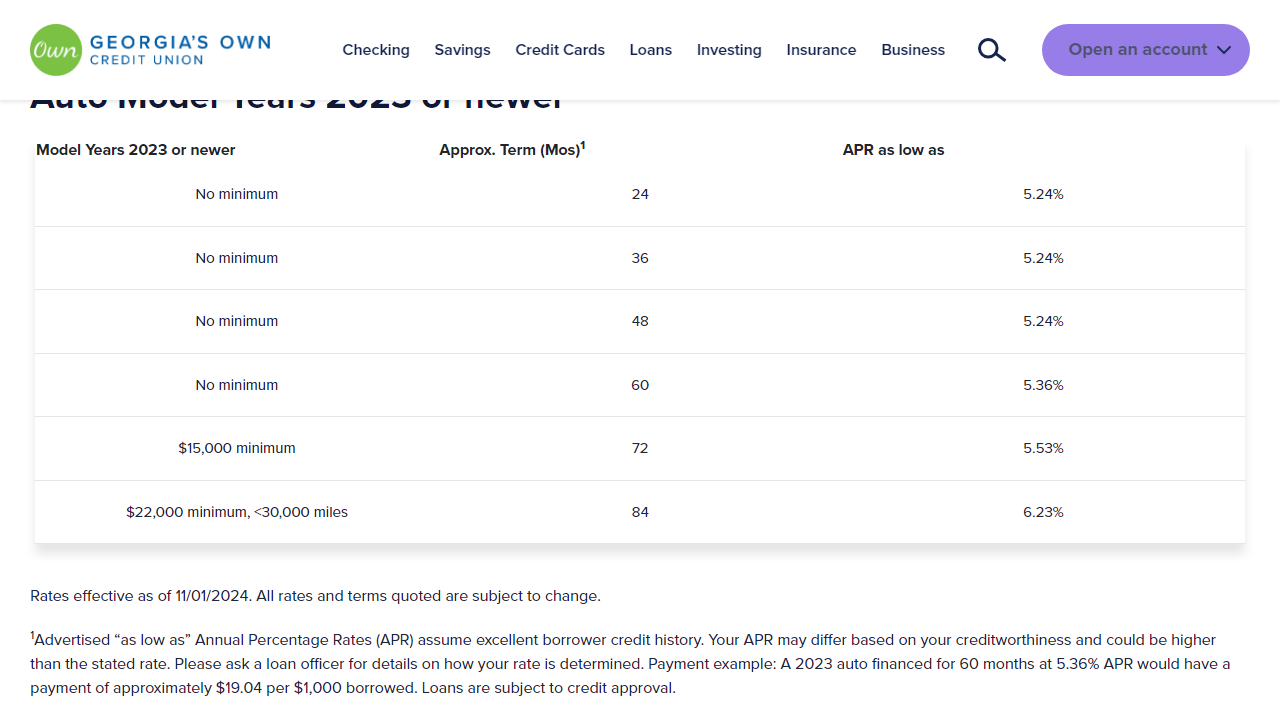 Own GEORGIA'S OWN
CREDIT UNION
Checking Savings Credit Cards Loans Investing Insurance Business Open an account
Auto Model Years 2023 or newer
Model Years 2023 or newer Approx. Term (Mos)¹ APR as low as
No minimum 24 5.24%
No minimum 36 5.24%
No minimum 48 5.24%
No minimum 60 5.36%
$15,000 minimum 72 5.53%
$22,000 minimum, <30,000 miles 84 6.23%
Rates effective as of 11/01/2024. All rates and terms quoted are subject to change.
¹Advertised “as low as” Annual Percentage Rates (APR) assume excellent borrower credit history. Your APR may differ based on your creditworthiness and could be higher
than the stated rate. Please ask a loan officer for details on how your rate is determined. Payment example: A 2023 auto financed for 60 months at 5.36% APR would have a
payment of approximately $19.04 per $1,000 borrowed. Loans are subject to credit approval.